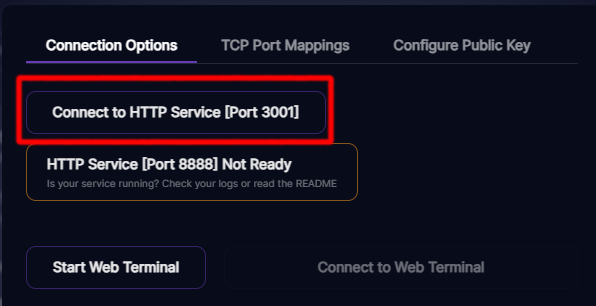 Connection Options TCP Port Mappings Configure Public Key
Connect to HTTP Service [Port 3001]
HTTP Service [Port 8888] Not Ready
Is your service running? Check your logs or read the README
Start Web Terminal Connect to Web Terminal